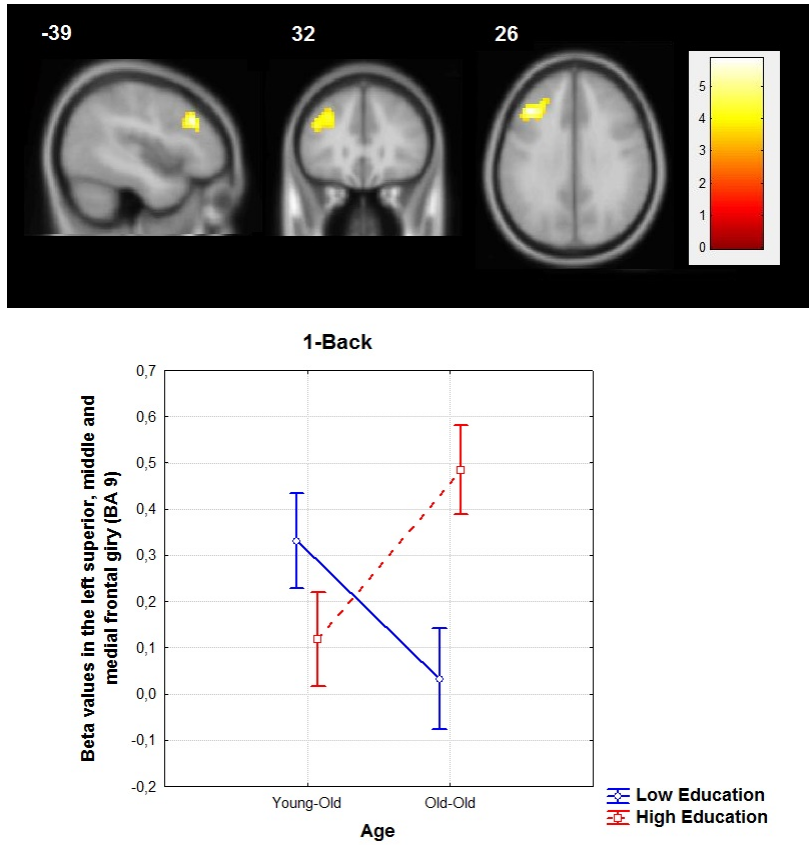 -39
32
26
5
4
3
2
1
0
1-Back
Beta values in the left superior, middle and
medial frontal giry (BA 9)
0,7
0,6
0,5
0,4
0,3
0,2
0,1
0,0
-0,1
-0,2
Young-Old
Old-Old
Age
Low Education
High Education